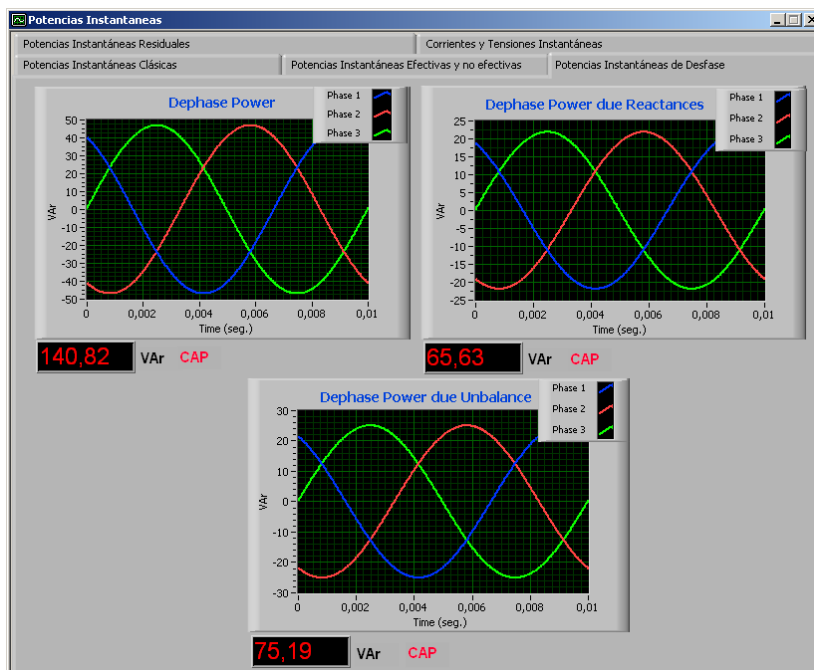 Potencias Instantaneas
Potencias Instantáneas Residuales
Corrientes y Tensiones Instantáneas
Potencias Instantáneas Clásicas
Potencias Instantáneas Efectivas y no efectivas
Potencias Instantáneas de Desfase
Dephase Power
Phase 1
Phase 2
Phase 3
VAr
50
40
30
20
10
0
-10
-20
-30
-40
-50
0 0,002 0,004 0,006 0,008 0,01
Time (seg.)
140,82 VAr CAP
Dephase Power due Reactances
Phase 1
Phase 2
Phase 3
VAr
25
20
15
10
5
0
-5
-10
-15
-20
-25
0 0,002 0,004 0,006 0,008 0,01
Time (seg.)
65,63 VAr CAP
Dephase Power due Unbalance
Phase 1
Phase 2
Phase 3
VAr
30
20
10
0
-10
-20
-30
0 0,002 0,004 0,006 0,008 0,01
Time (seg.)
75,19 VAr CAP